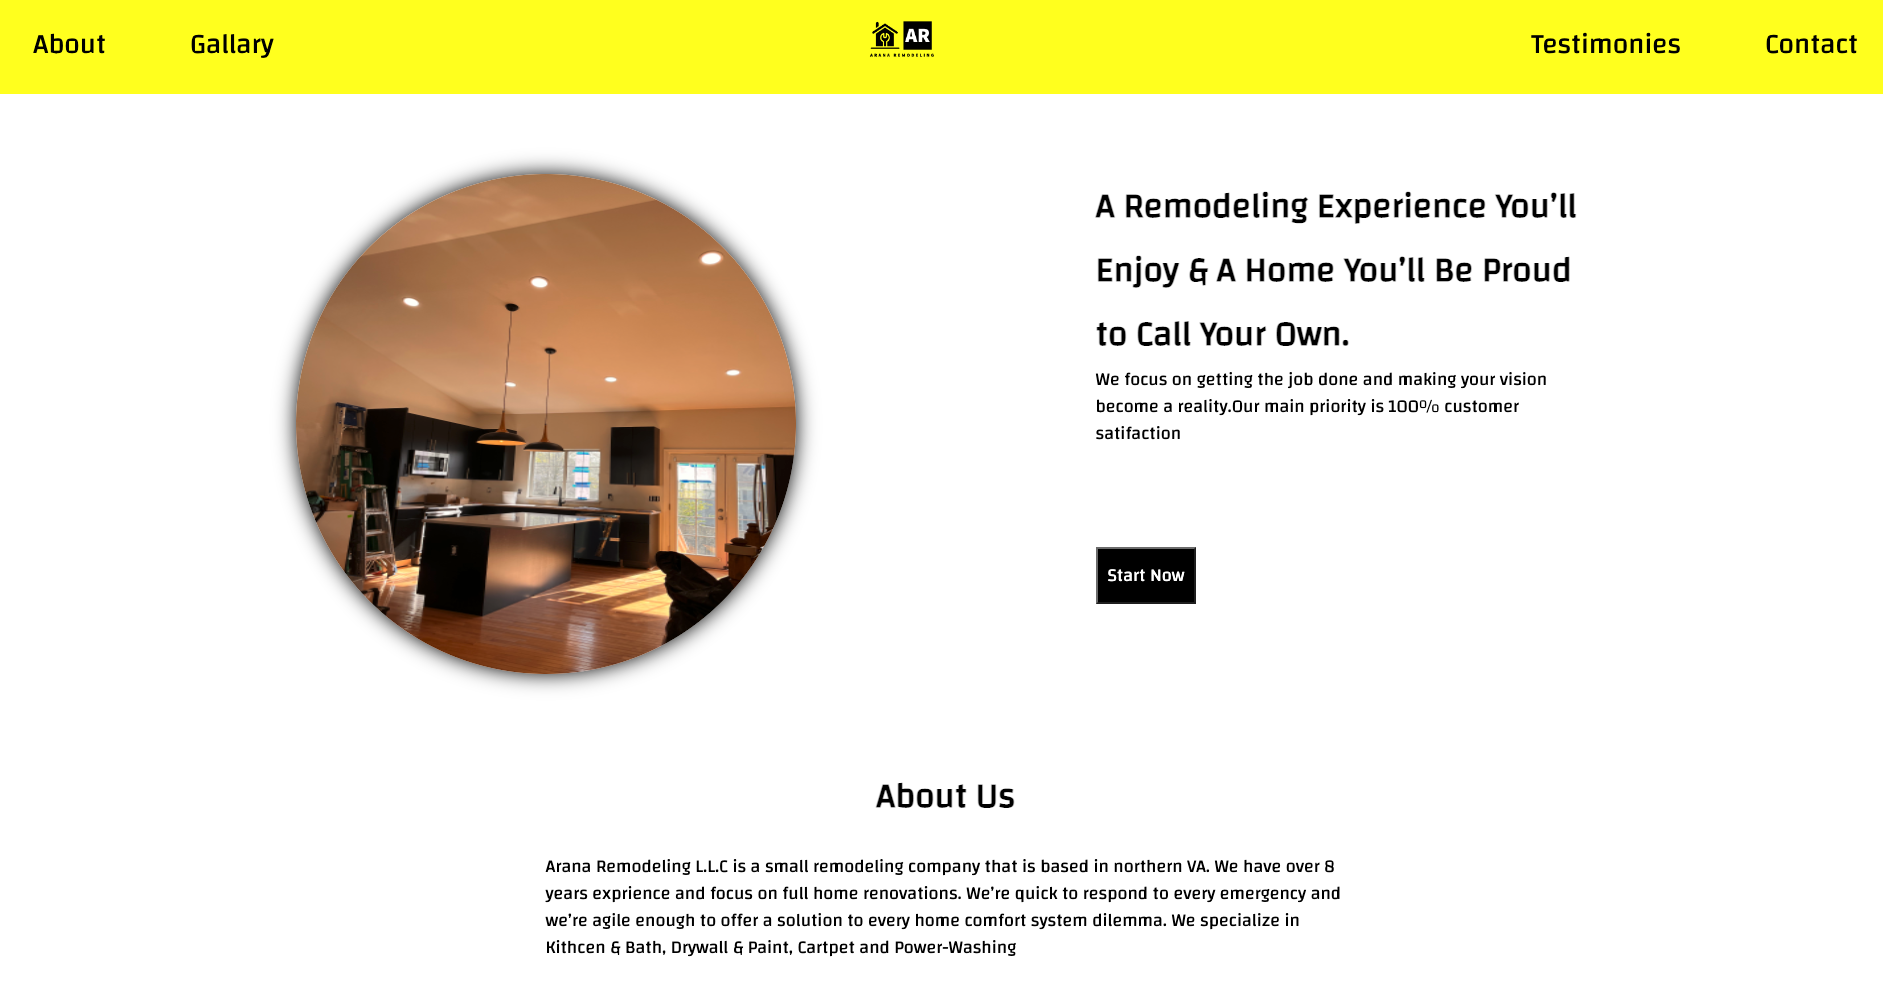 About
Gallary
AR
ARANA REMODELING
Testimonies
Contact
A Remodeling Experience You'll
Enjoy & A Home You'll Be Proud
to Call Your Own.
We focus on getting the job done and making your vision
become a reality.Our main priority is 100% customer
satifaction
Start Now
About Us
Arana Remodeling L.L.C is a small remodeling company that is based in northern VA. We have over 8
years exprience and focus on full home renovations. We're quick to respond to every emergency and
we're agile enough to offer a solution to every home comfort system dilemma. We specialize in
Kithcen & Bath, Drywall & Paint, Cartpet and Power-Washing